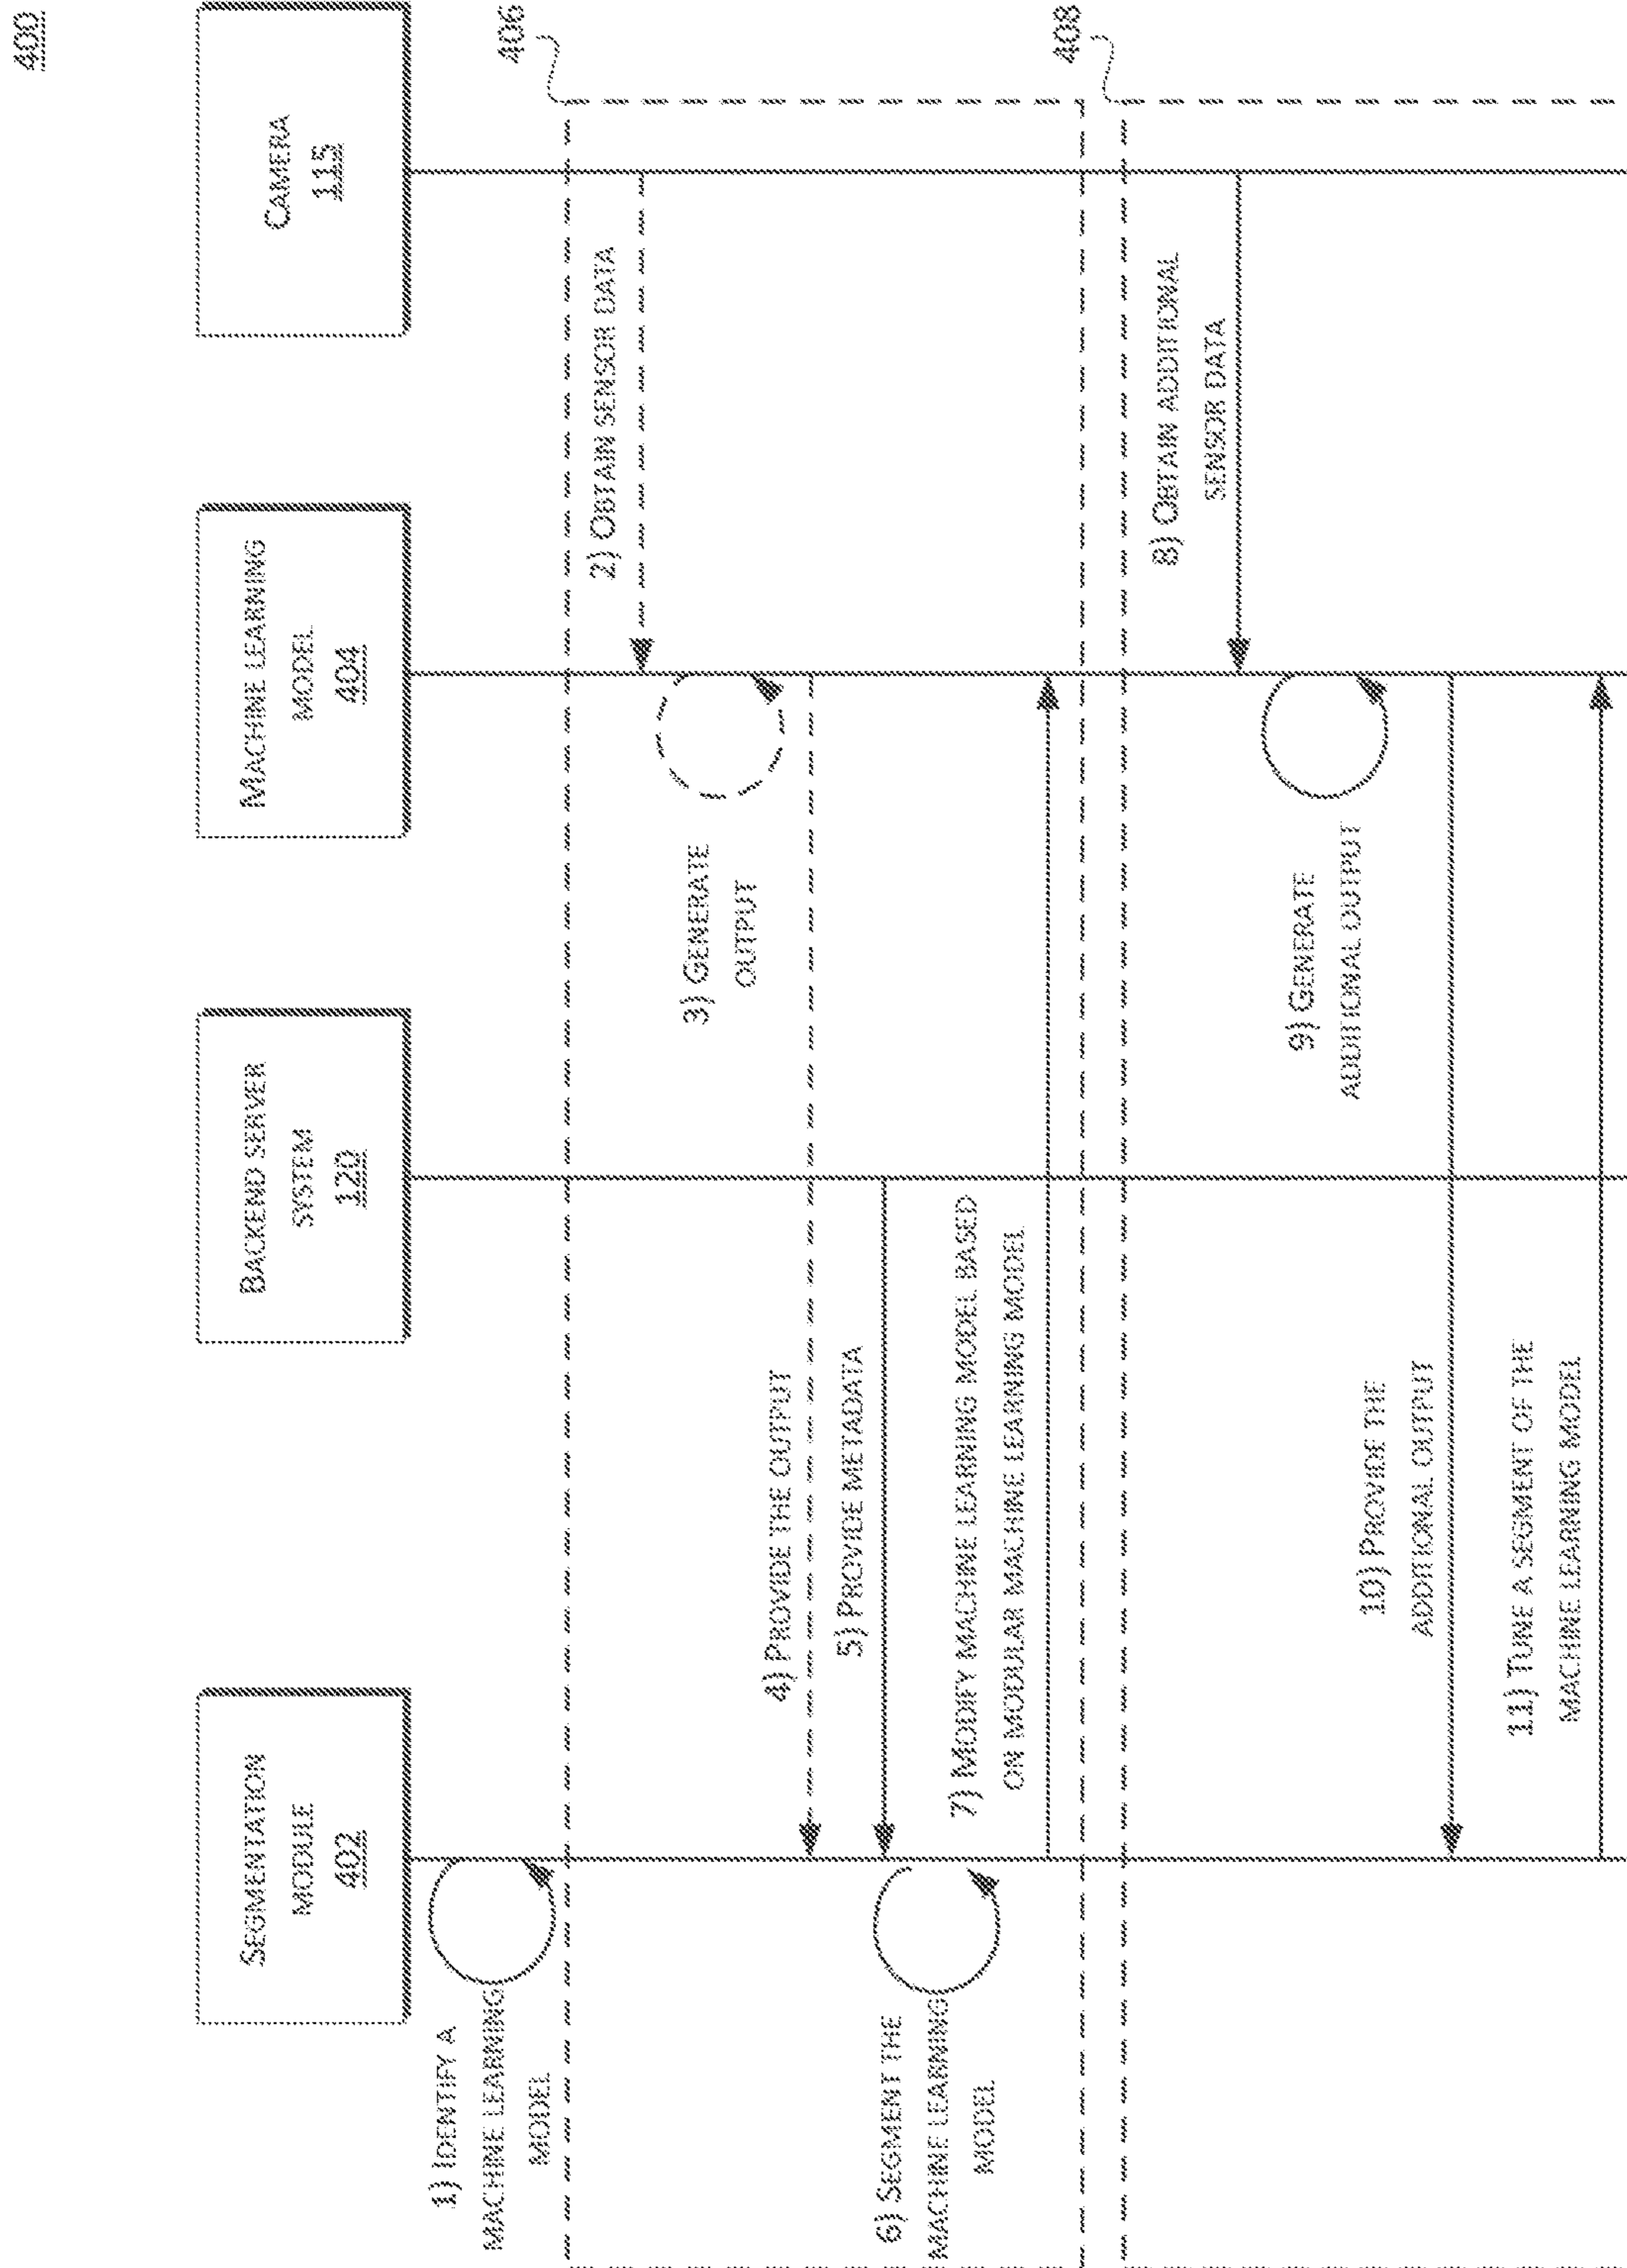 400
SEGMENTATION
MODULE
402
BACKEND SERVER
SYSTEM
120
MACHINE LEARNING
MODEL
404
CAMERA
115
1) IDENTIFY A
MACHINE LEARNING
MODEL
406
2) OBTAIN SENSOR DATA
3) GENERATE
OUTPUT
4) PROVIDE THE OUTPUT
5) PROVIDE METADATA
6) SEGMENT THE
MACHINE LEARNING
MODEL
7) MODIFY MACHINE LEARNING MODEL BASED
ON MODULAR MACHINE LEARNING MODEL
408
8) OBTAIN ADDITIONAL
SENSOR DATA
9) GENERATE
ADDITIONAL OUTPUT
10) PROVIDE THE
ADDITIONAL OUTPUT
11) TUNE A SEGMENT OF THE
MACHINE LEARNING MODEL